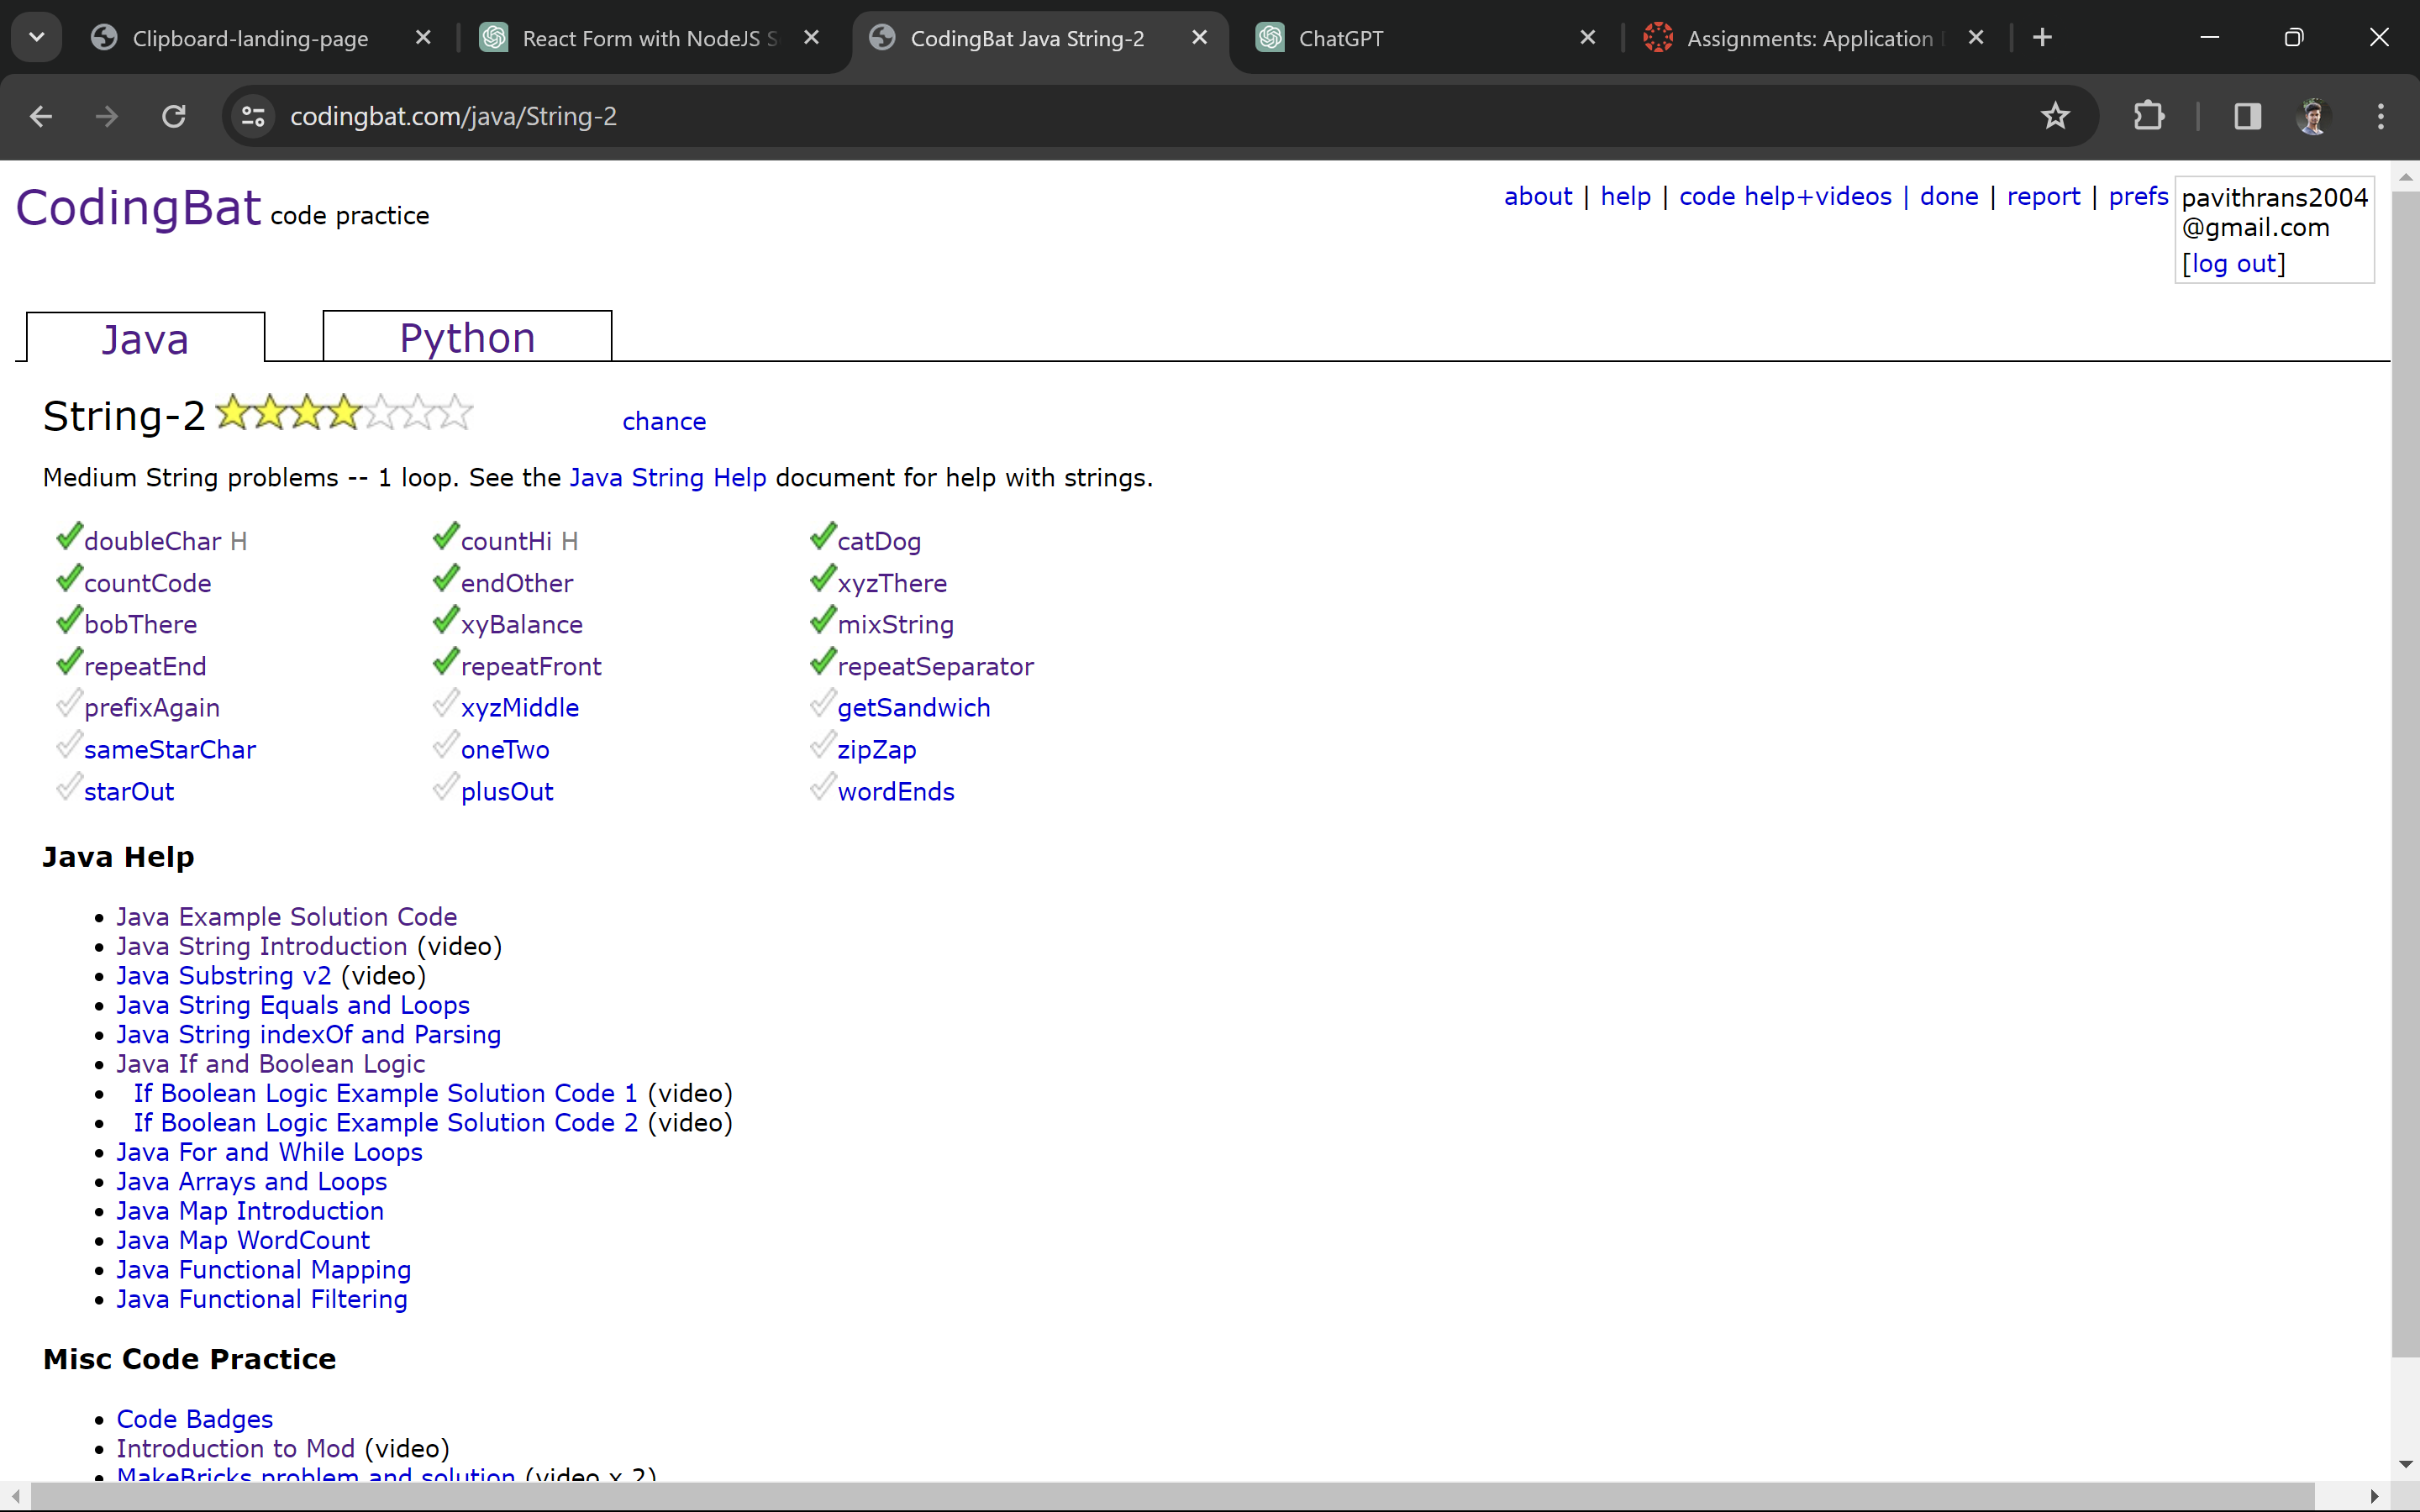 Clipboard-landing-page
React Form with NodeJS S
CodingBat Java String-2
ChatGPT
Assignments: Application
codingbat.com/java/String-2
CodingBat code practice
about | help | code help+videos | done | report | prefs
pavithrans2004
@gmail.com
[log out]
Java
Python
String-2
chance
Medium String problems -- 1 loop. See the Java String Help document for help with strings.
doubleChar H
countHi H
catDog
countCode
endOther
xyzThere
bobThere
xyBalance
mixString
repeatEnd
repeatFront
repeatSeparator
prefixAgain
xyzMiddle
getSandwich
sameStarChar
oneTwo
zipZap
starOut
plusOut
wordEnds
Java Help
Java Example Solution Code
Java String Introduction (video)
Java Substring v2 (video)
Java String Equals and Loops
Java String indexOf and Parsing
Java If and Boolean Logic
If Boolean Logic Example Solution Code 1 (video)
If Boolean Logic Example Solution Code 2 (video)
Java For and While Loops
Java Arrays and Loops
Java Map Introduction
Java Map WordCount
Java Functional Mapping
Java Functional Filtering
Misc Code Practice
Code Badges
Introduction to Mod (video)
MakeBricks problem and solution (video x 2)